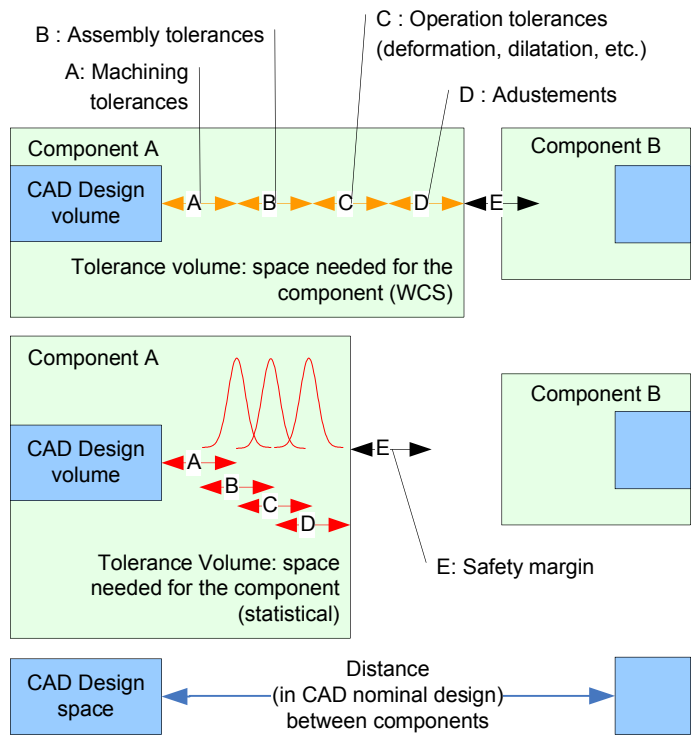 C : Operation tolerances
(deformation, dilatation, etc.)
B : Assembly tolerances
A: Machining
tolerances
D : Adustements
Component A
Component B
CAD Design
volume
A
B
C
D
E
Tolerance volume: space needed for the
component (WCS)
Component A
Component B
CAD Design
volume
A
B
C
D
E
Tolerance Volume: space
needed for the component
(statistical)
E: Safety margin
CAD Design
space
Distance
(in CAD nominal design)
between components